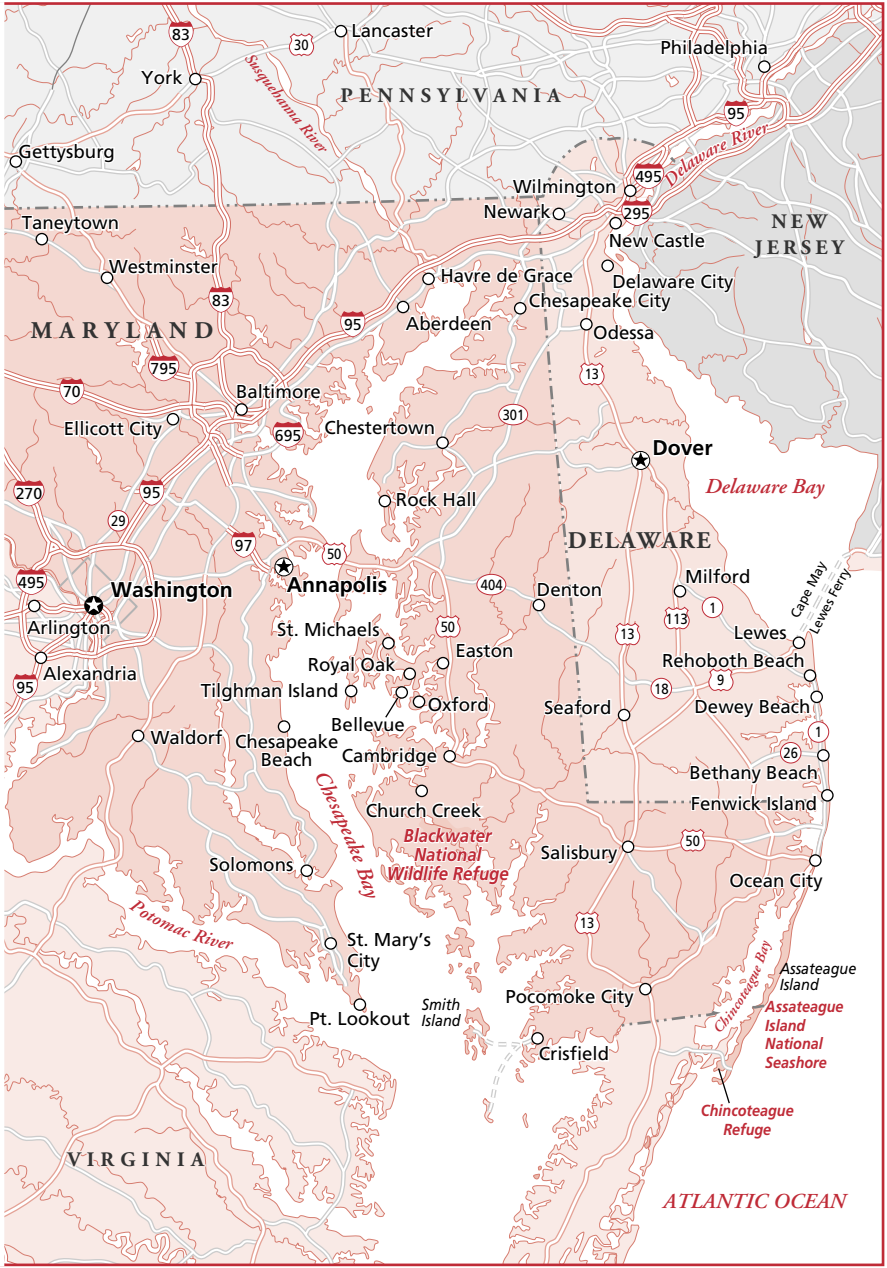 83
Lancaster
30
Philadelphia
York
Susquehanna River
PENNSYLVANIA
95
Delaware River
Gettysburg
495
Wilmington
Newark
295
Taneytown
New Castle
NEW
JERSEY
Westminster
Havre de Grace
Delaware City
83
Chesapeake City
MARYLAND
95
Aberdeen
Odessa
795
13
70
Baltimore
301
Ellicott City
695
Chestertown
Dover
270
95
Rock Hall
Delaware Bay
29
97
50
DELAWARE
Cape May
Lewes Ferry
495
Washington
Annapolis
404
Denton
Milford
1
Arlington
St. Michaels
50
13
113
Lewes
Alexandria
Royal Oak
Easton
Rehoboth Beach
95
Tilghman Island
18
9
Oxford
Seaford
Dewey Beach
Bellevue
1
Waldorf
Chesapeake
Beach
Cambridge
26
Bethany Beach
Chesapeake Bay
Church Creek
Fenwick Island
Blackwater
National
Wildlife Refuge
Salisbury
50
Solomons
Ocean City
Potomac River
13
St. Mary’s
City
Chincoteague Bay
Assateague
Island
Pocomoke City
Smith
Island
Pt. Lookout
Assateague
Island
National
Seashore
Crisfield
Chincoteague
Refuge
VIRGINIA
ATLANTIC OCEAN